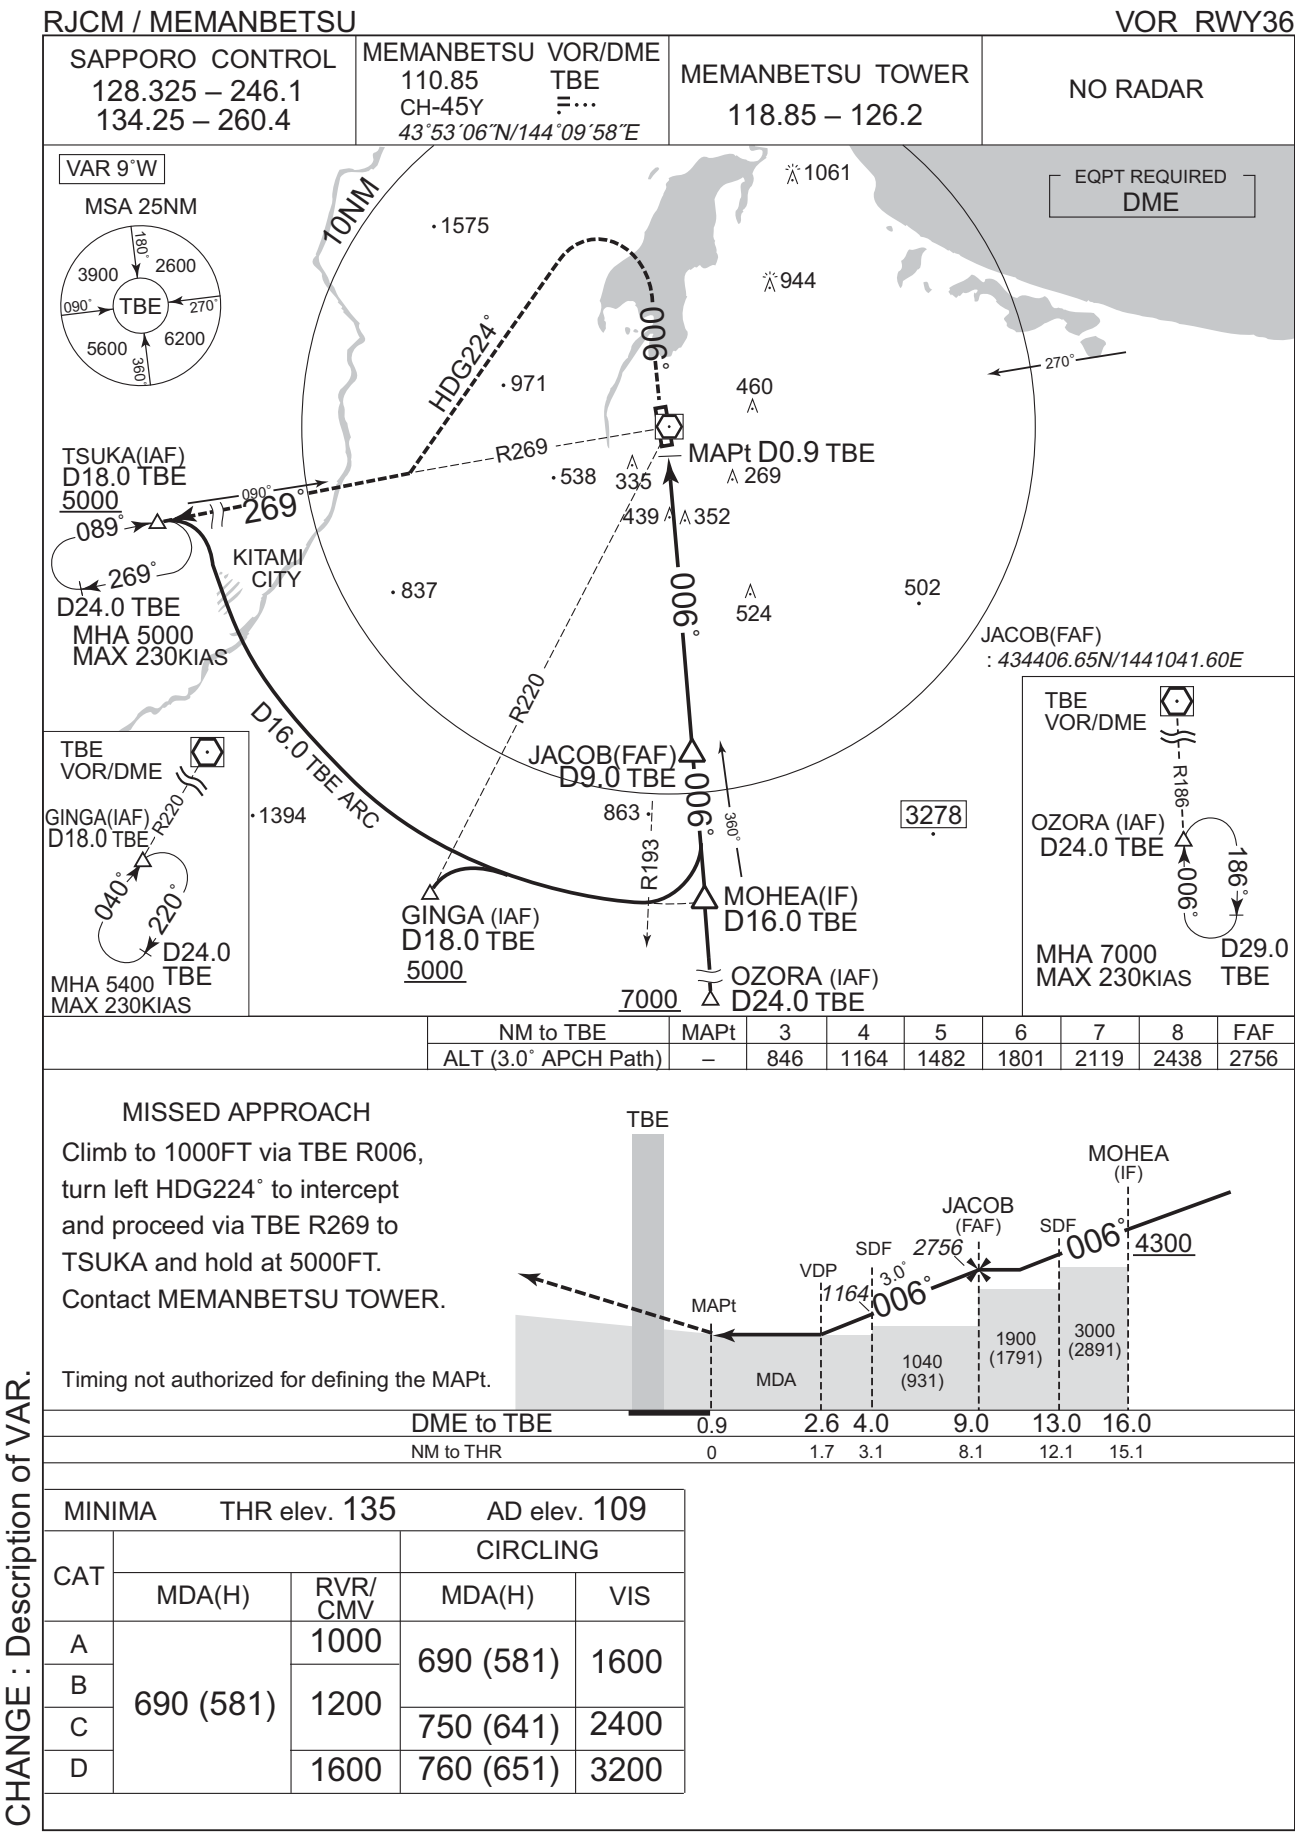 RJCM / MEMANBETSU
VOR RWY36
SAPPORO CONTROL
128.325 – 246.1
134.25 – 260.4
MEMANBETSU VOR/DME
110.85 TBE
CH-45Y
43°53´06˝N/144°09´58˝E
MEMANBETSU TOWER
118.85 – 126.2
NO RADAR
VAR 9°W
MSA 25NM
180°
3900
2600
090°
TBE
270°
5600
6200
360°
10NM
1575
1061
EQPT REQUIRED
DME
944
HDG224°
006°
971
460
270°
R269
MAPt D0.9 TBE
TSUKA(IAF)
D18.0 TBE
5000
089°
090°
269°
538
335
269
439
352
269°
D24.0 TBE
MHA 5000
MAX 230KIAS
KITAMI
CITY
837
006°
524
502
JACOB(FAF)
: 434406.65N/1441041.60E
R220
D16.0 TBE ARC
JACOB(FAF)
D9.0 TBE
006°
360°
863
R193
3278
1394
TBE
VOR/DME
GINGA(IAF)
D18.0 TBE
R220
040°
220°
D24.0
TBE
MHA 5400
MAX 230KIAS
GINGA (IAF)
D18.0 TBE
5000
MOHEA(IF)
D16.0 TBE
OZORA (IAF)
7000 D24.0 TBE
TBE
VOR/DME
R186
OZORA (IAF)
D24.0 TBE
006°
186°
MHA 7000
MAX 230KIAS
D29.0
TBE
NM to TBE MAPt 3 4 5 6 7 8 FAF
ALT (3.0° APCH Path) – 846 1164 1482 1801 2119 2438 2756
MISSED APPROACH
Climb to 1000FT via TBE R006,
turn left HDG224° to intercept
and proceed via TBE R269 to
TSUKA and hold at 5000FT.
Contact MEMANBETSU TOWER.
Timing not authorized for defining the MAPt.
TBE
MOHEA
(IF)
JACOB
(FAF)
SDF
006°
4300
SDF
2756
VDP
3.0°
1164
006°
MAPt
MDA
1040
(931)
1900
(1791)
3000
(2891)
DME to TBE 0.9 2.6 4.0 9.0 13.0 16.0
NM to THR 0 1.7 3.1 8.1 12.1 15.1
MINIMA THR elev. 135 AD elev. 109
CAT
CIRCLING
MDA(H)
RVR/
CMV
MDA(H)
VIS
A
B
C
D
690 (581)
1000
1200
1600
690 (581) 1600
750 (641) 2400
760 (651) 3200
CHANGE : Description of VAR.